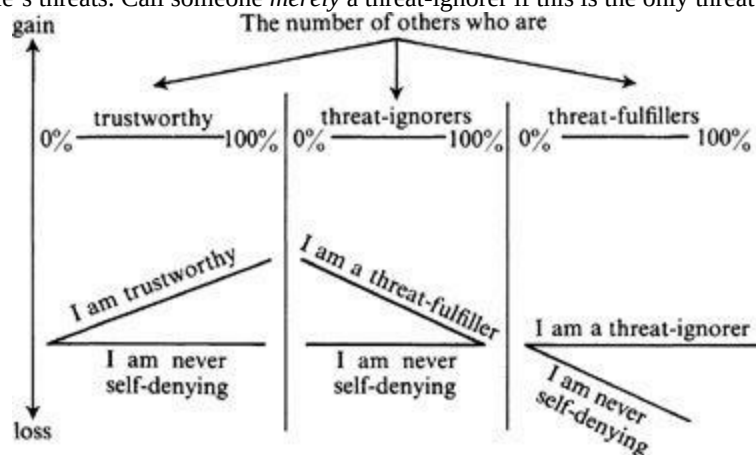 e's threats. Call someone merely a threat-ignorer if this is the only threat
gain
The number of others who are
trustworthy
threat-ignorers
threat-fulfillers
0% 100%
0% 100%
0% 100%
I am trustworthy
I am never
self-denying
I am a threat-fulfiller
I am never
self-denying
I am a threat-ignorer
I am never
self-denying
loss